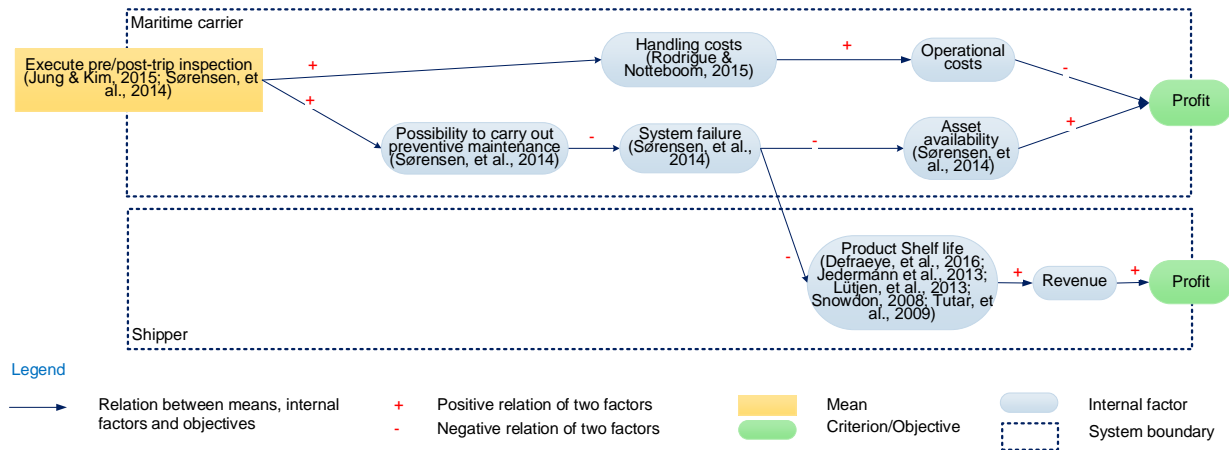 Maritime carrier
Execute pre/post-trip inspection
(Jung & Kim, 2015; Sørensen, et
al., 2014)
+
+
Handling costs
(Rodrigue &
Notteboom, 2015)
+
Operational
costs
-
Profit
Possibility to carry out
preventive maintenance
(Sørensen, et al., 2014)
-
System failure
(Sørensen, et al.,
2014)
-
Asset
availability
(Sørensen, et
al., 2014)
+
-
Product Shelf life
(Defraeye, et al., 2016;
Jedermann et al., 2013;
Lütjen, et al., 2013;
Snowdon, 2008; Tutar, et
al., 2009)
+
Revenue
+
Profit
Shipper
Legend
Relation between means, internal
factors and objectives
+ Positive relation of two factors
- Negative relation of two factors
Mean
Criterion/Objective
Internal factor
System boundary